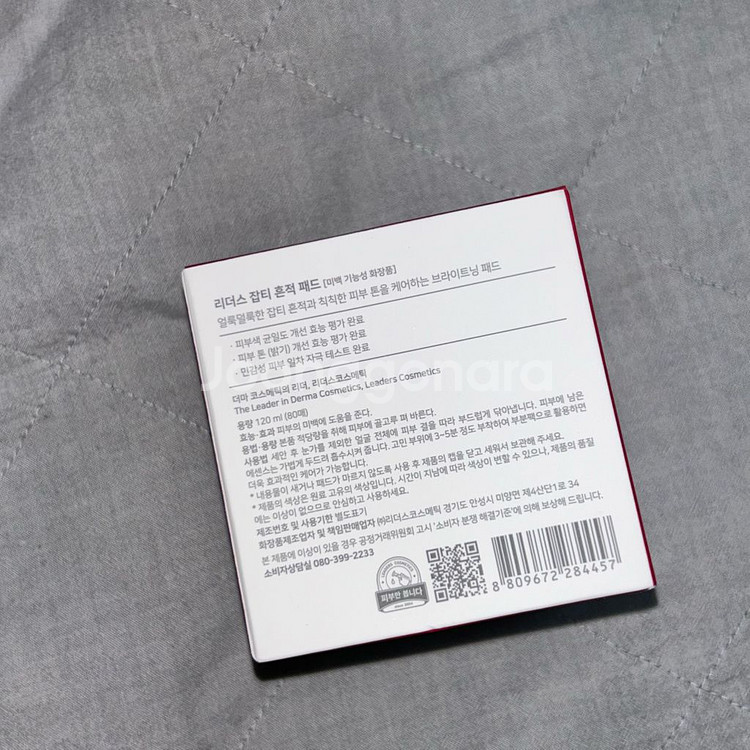 리더스 잡티 흔적 패드 [미백 기능성 화장품]
얼룩덜룩한 잡티 흔적과 칙칙한 피부 톤을 케어하는 브라이트닝 패드
· 피부색 균일도 개선 효능 평가 완료
· 피부 톤 (밝기) 개선 효능 평가 완료
· 민감성 피부 일차 자극 테스트 완료
Joonggonara
더마 코스메틱의 리더, 리더스코스메틱
The Leader in Derma Cosmetics, Leaders Cosmetics
용량 120 ml (80매)
효능·효과 피부의 미백에 도움을 준다.
용법·용량 본품 적당량을 취해 피부에 골고루 펴 바른다.
사용법 세안 후 눈가를 제외한 얼굴 전체에 피부 결을 따라 부드럽게 닦아냅니다. 피부에 남은
에센스는 가볍게 두드려 흡수시켜 줍니다. 고민 부위에 3~5분 정도 부착하여 부분팩으로 활용하면
더욱 효과적인 케어가 가능합니다.
* 내용물이 새거나 패드가 마르지 않도록 사용 후 제품의 캡을 닫고 세워서 보관해 주세요.
* 제품의 색상은 원료 고유의 색상입니다. 시간이 지남에 따라 색상이 변할 수 있으나, 제품의 품질
에는 이상이 없으므로 안심하고 사용하세요.
제조번호 및 사용기한 별도표기
화장품제조업자 및 책임판매업자 ㈜리더스코스메틱 경기도 안성시 미양면 제4산단1로 34
본 제품에 이상이 있을 경우 공정거래위원회 고시 '소비자 분쟁 해결기준'에 의해 보상해 드립니다.
소비자상담실 080-399-2233
LEADERS COSMETICS
피부만 봅니다
8 809672 284457